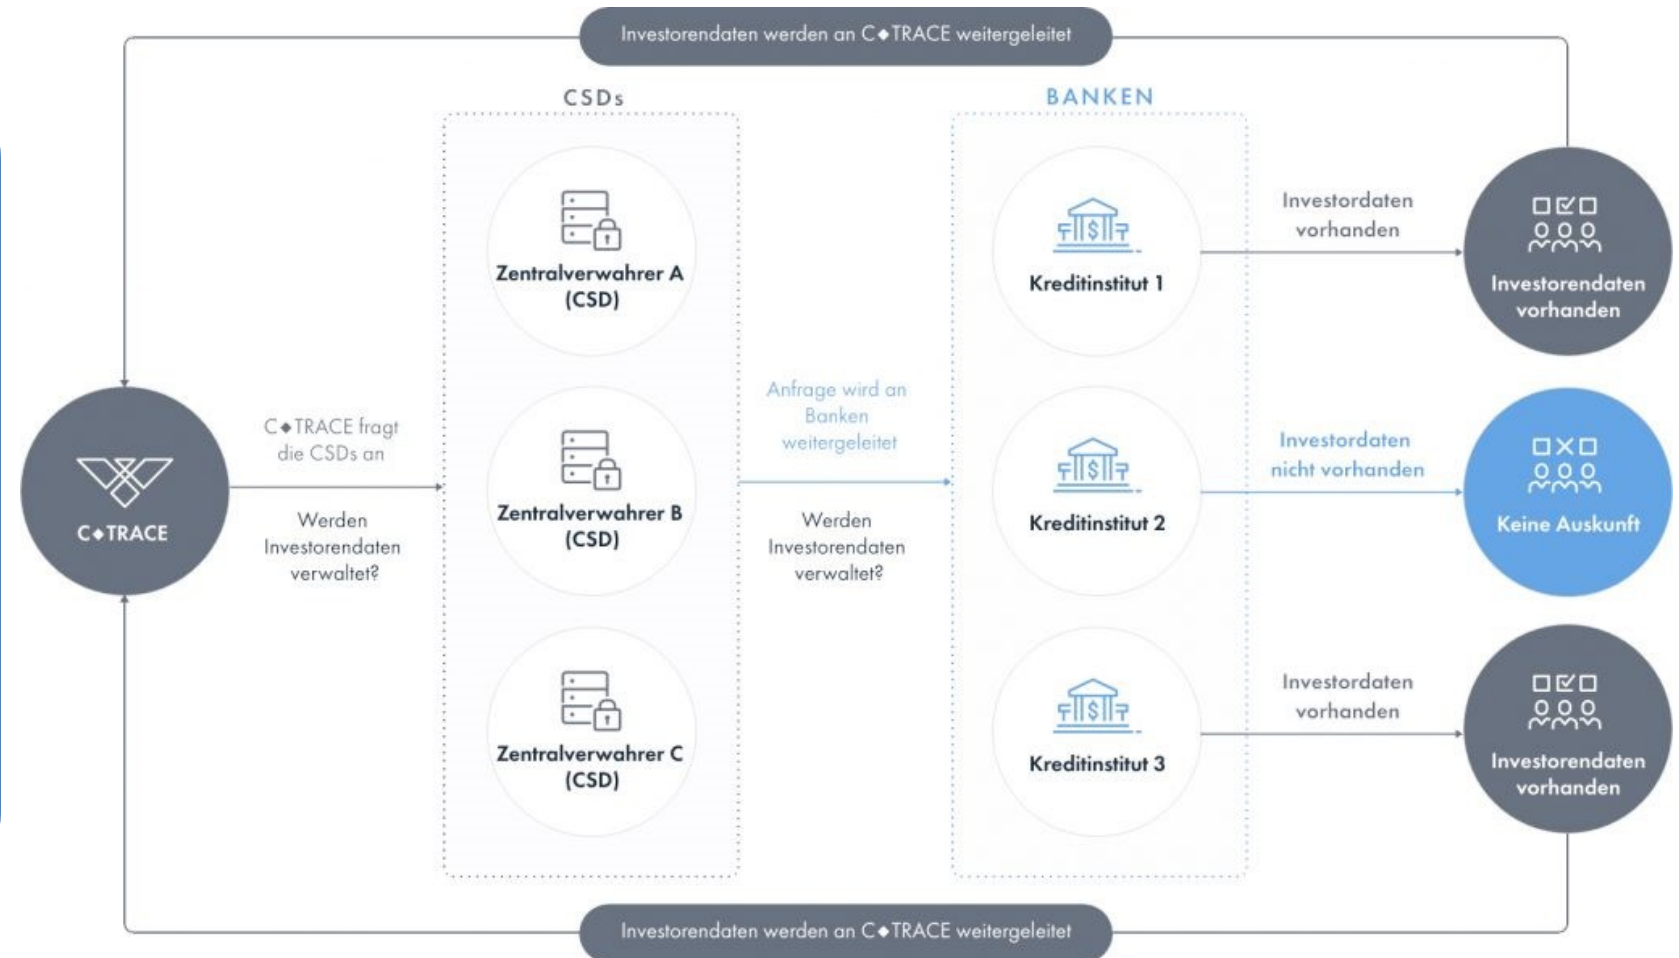 Investorendaten werden an C◆TRACE weitergeleitet
CSDs
BANKEN
C◆TRACE
C◆TRACE fragt
die CSDs an
Werden
Investorendaten
verwaltet?
Zentralverwahrer A
(CSD)
Zentralverwahrer B
(CSD)
Zentralverwahrer C
(CSD)
Anfrage wird an
Banken
weitergeleitet
Werden
Investorendaten
verwaltet?
Kreditinstitut 1
Kreditinstitut 2
Kreditinstitut 3
Investordaten
vorhanden
Investordaten
nicht vorhanden
Investordaten
vorhanden
Investorendaten
vorhanden
Keine Auskunft
Investorendaten
vorhanden
Investorendaten werden an C◆TRACE weitergeleitet